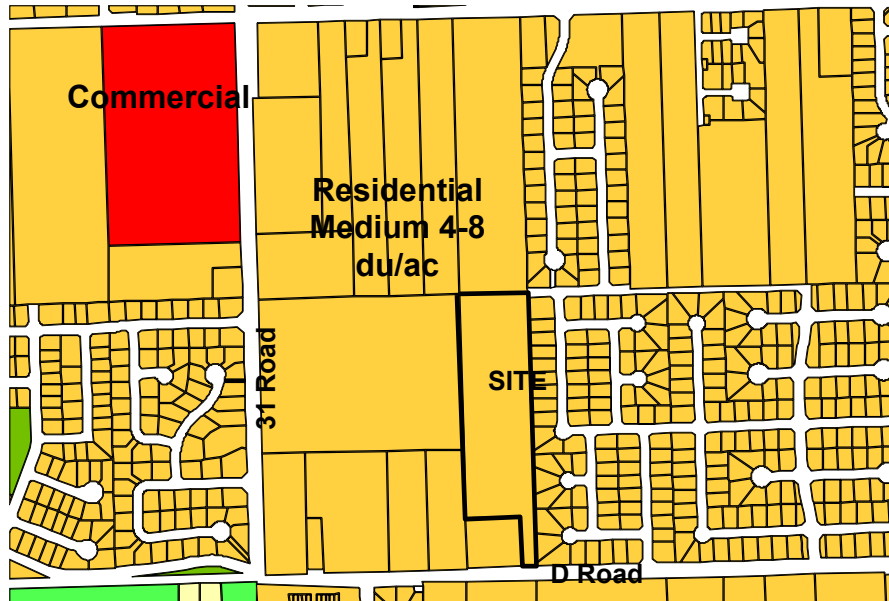 Commercial
Residential
Medium 4-8
du/ac
SITE
31 Road
D Road